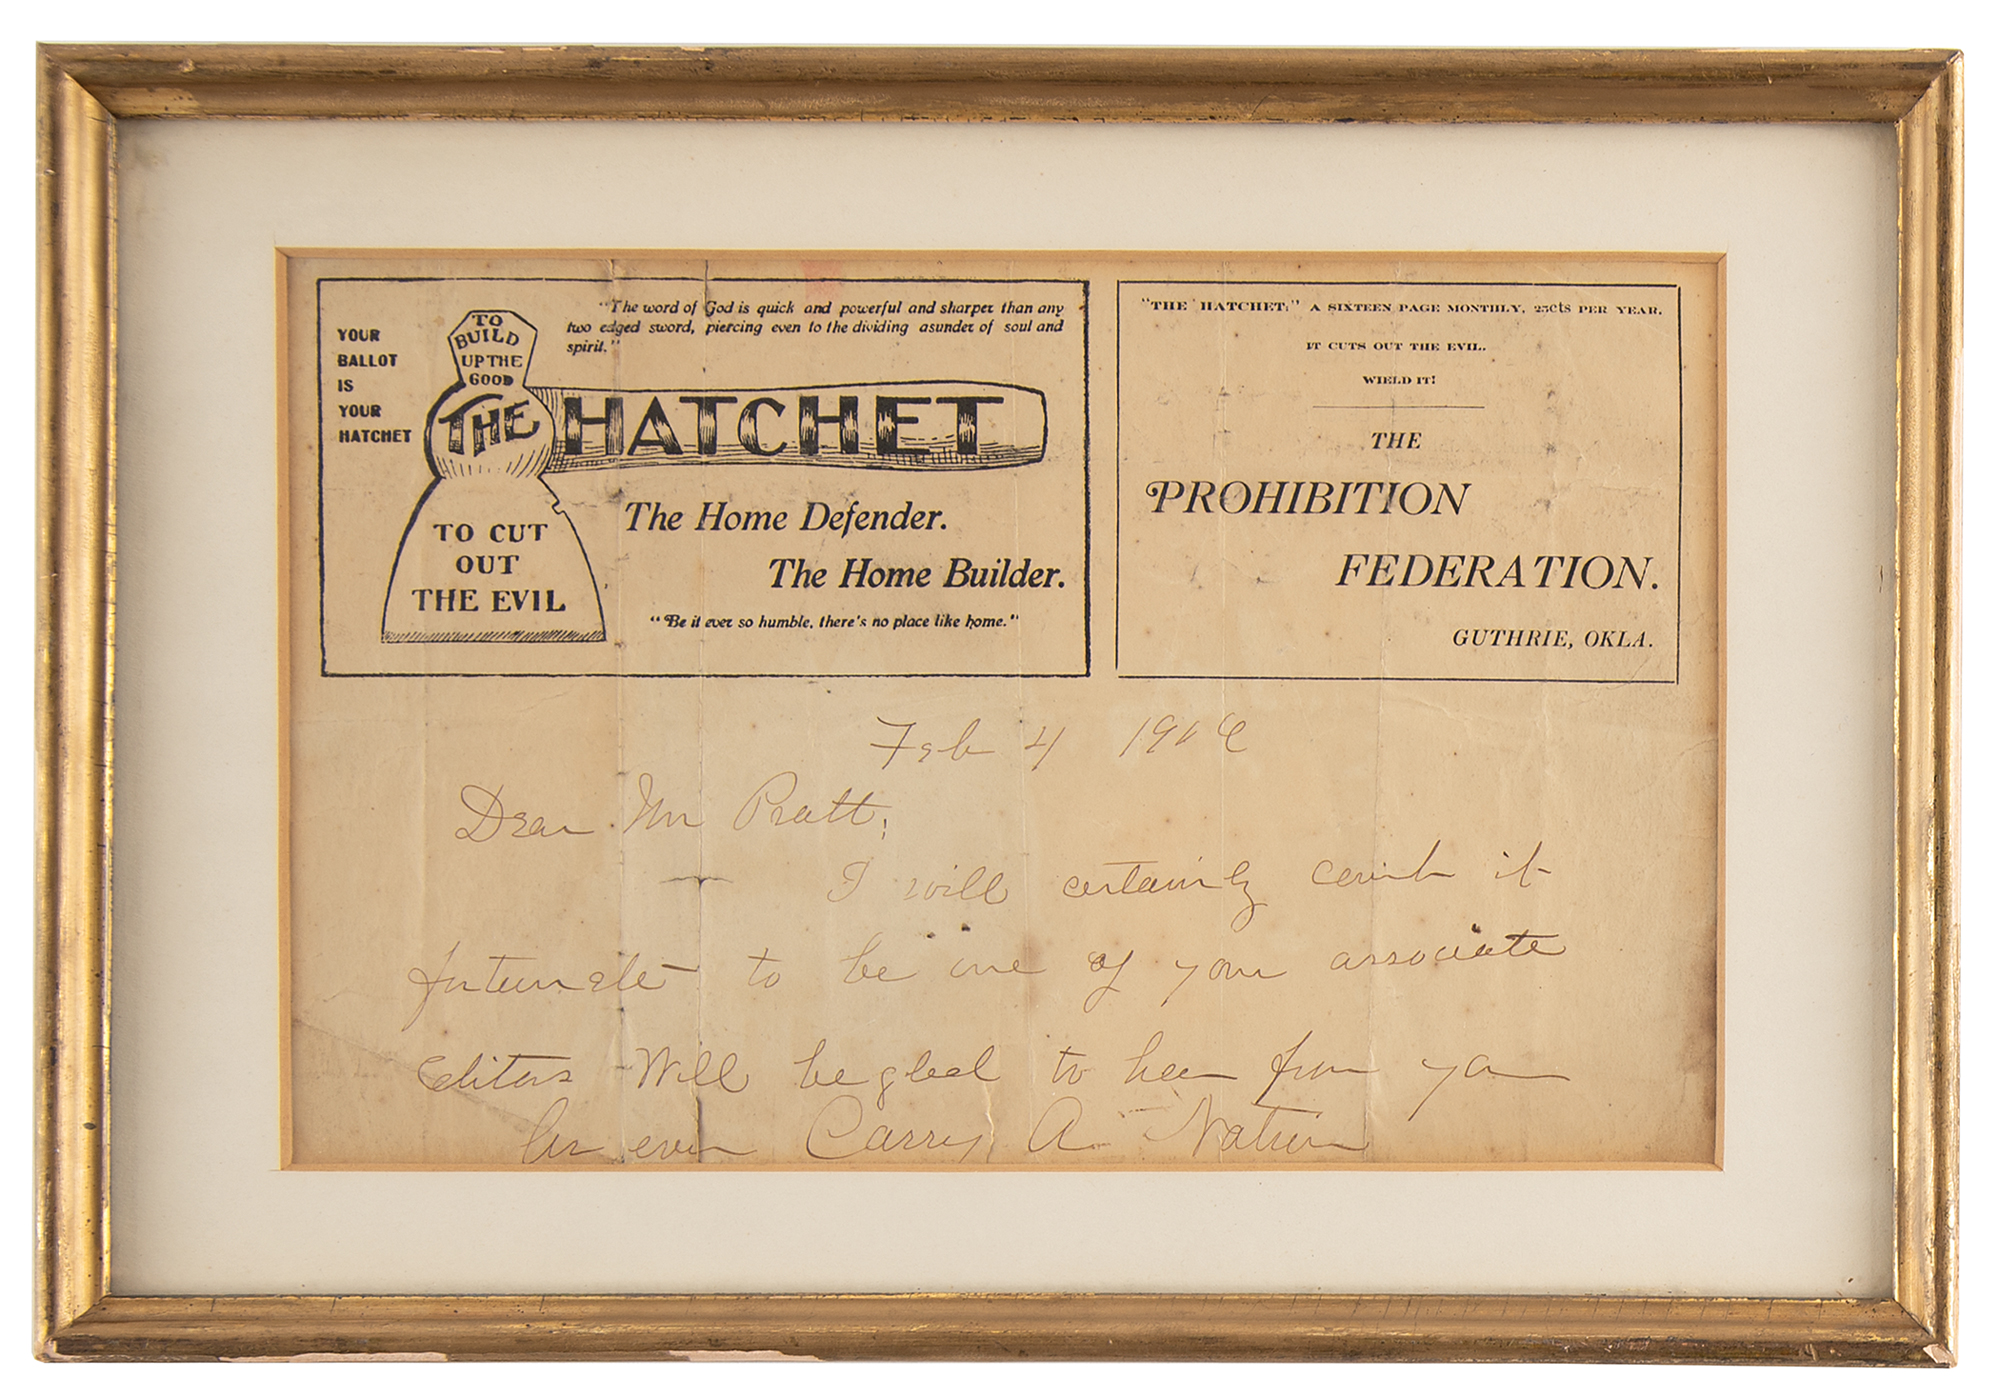 YOUR
BALLOT
IS
YOUR
HATCHET
TO
BUILD
UP THE
GOOD
"The word of God is quick and powerful and sharper than any
two edged sword, piercing even to the dividing asunder of soul and
spirit."
THE HATCHET
TO CUT
OUT
THE EVIL
The Home Defender.
The Home Builder.
"Be it ever so humble, there's no place like home."
"THE HATCHET;" A SIXTEEN PAGE MONTHLY, 25cts PER YEAR.
IT CUTS OUT THE EVIL.
WIELD IT!
THE
PROHIBITION
FEDERATION.
GUTHRIE, OKLA.
Feb 4 1906
Dear Mr Pratt;
I will certainly it
fortunate to be one of your associate
Editors Will be glad to hear from you
As ever Carry A Nation